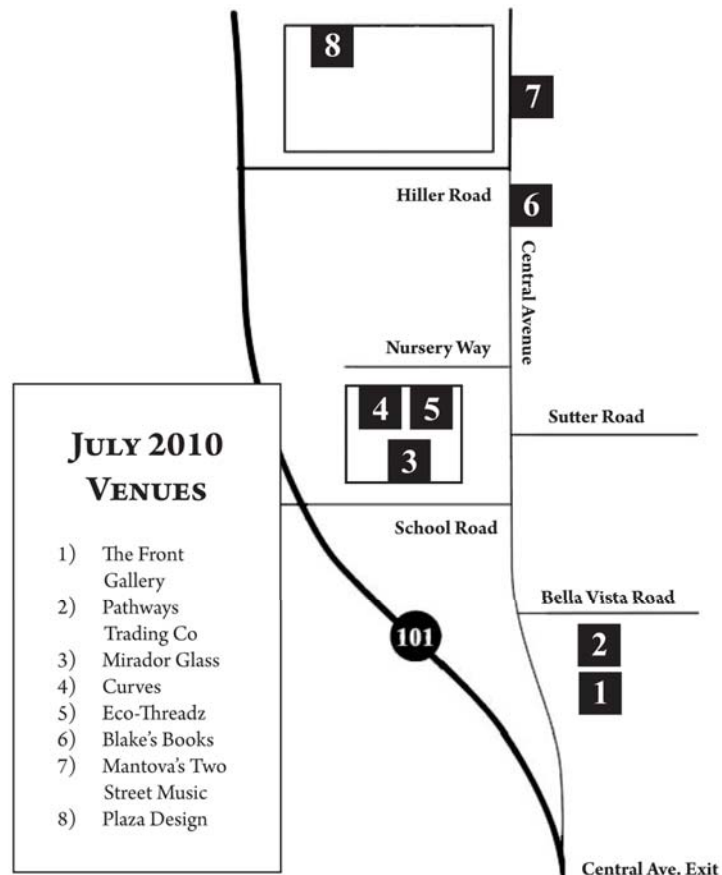 8
7
Hiller Road
6
Central Avenue
Nursery Way
4
5
Sutter Road
3
School Road
Bella Vista Road
101
2
1
Central Ave. Exit
July 2010
Venues
1) The Front
Gallery
2) Pathways
Trading Co
3) Mirador Glass
4) Curves
5) Eco-Threadz
6) Blake's Books
7) Mantova's Two
Street Music
8) Plaza Design